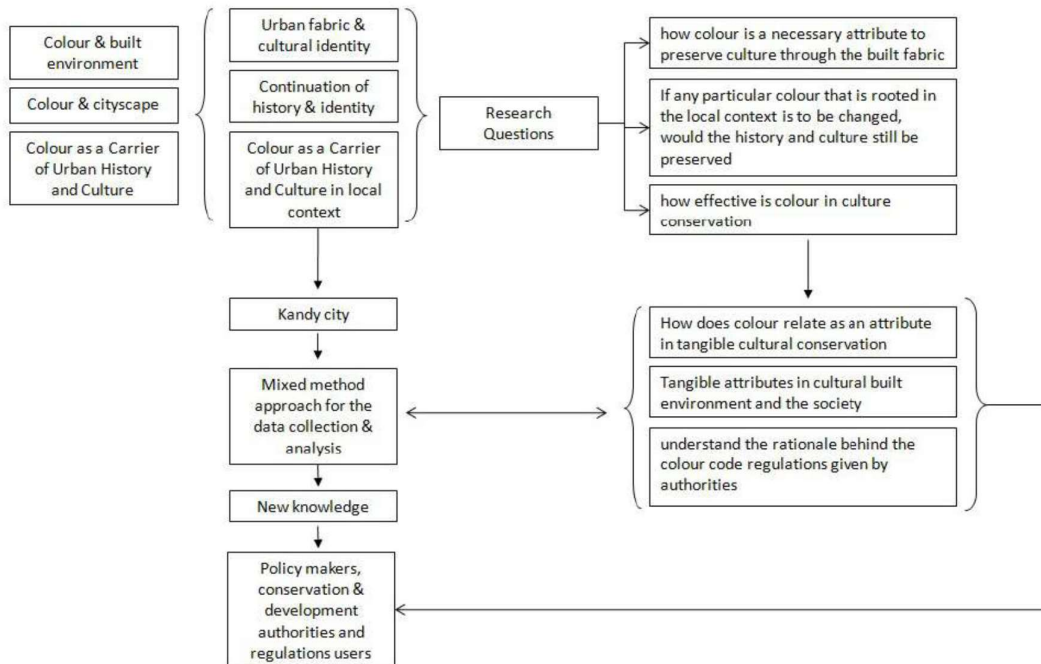 Colour & built
environment
Colour & cityscape
Colour as a Carrier
of Urban History
and Culture
Urban fabric &
cultural identity
Continuation of
history & identity
Colour as a Carrier
of Urban History
and Culture in local
context
Research
Questions
how colour is a necessary attribute to
preserve culture through the built fabric
If any particular colour that is rooted in
the local context is to be changed,
would the history and culture still be
preserved
how effective is colour in culture
conservation
Kandy city
Mixed method
approach for the
data collection &
analysis
New knowledge
Policy makers,
conservation &
development
authorities and
regulations users
How does colour relate as an attribute
in tangible cultural conservation
Tangible attributes in cultural built
environment and the society
understand the rationale behind the
colour code regulations given by
authorities